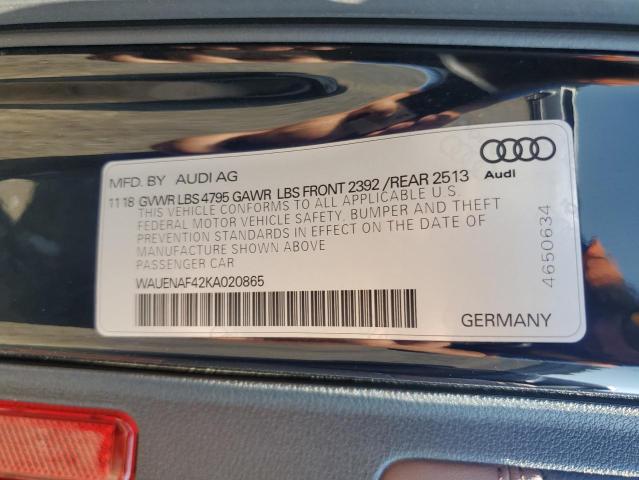 MFD. BY AUDI AG
1118 GVWR LBS 4795 GAWR LBS FRONT 2392 /REAR 2513
THIS VEHICLE CONFORMS TO ALL APPLICABLE U.S.
FEDERAL MOTOR VEHICLE SAFETY, BUMPER AND THEFT
PREVENTION STANDARDS IN EFFECT ON THE DATE OF
MANUFACTURE SHOWN ABOVE
PASSENGER CAR
WAUENAF42KA020865
GERMANY
Audi
4650634